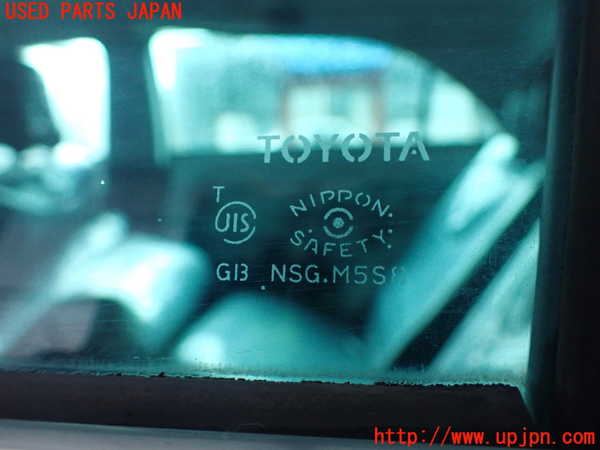 USED PARTS JAPAN
TOYOTA
T
JIS
NIPPON.
.SAFETY.
GB .NSG.M5S
http://www.upjpn.com/